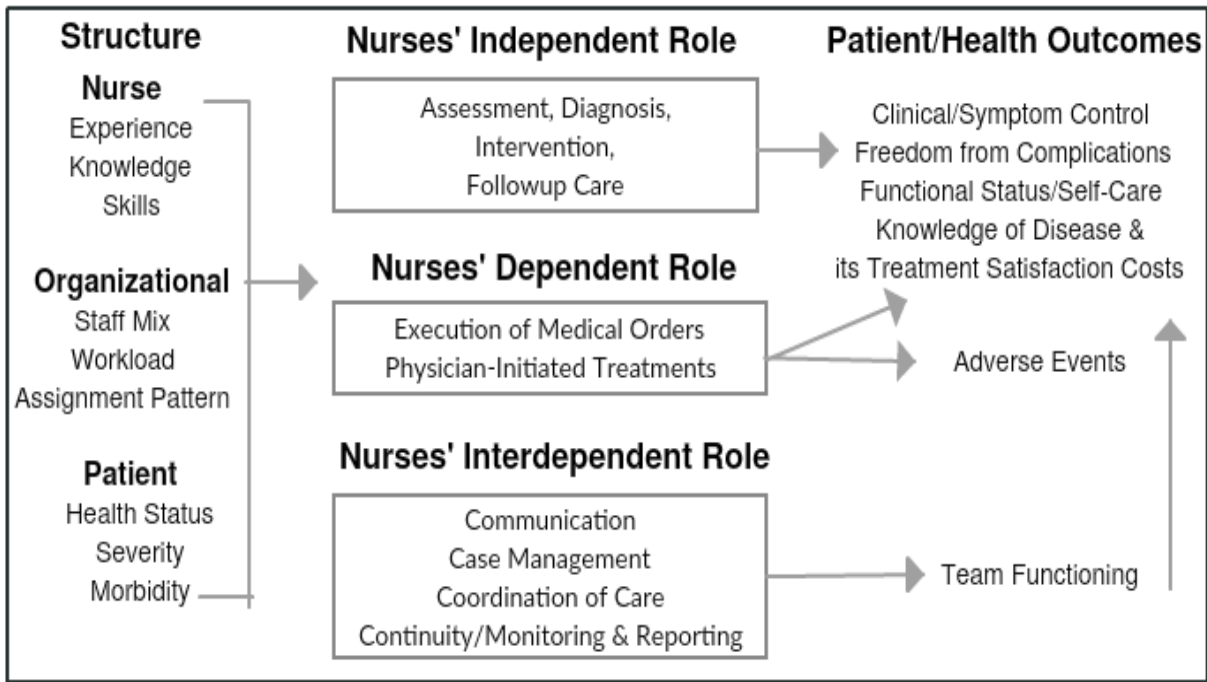 Structure
Nurse
Experience
Knowledge
Skills
Organizational
Staff Mix
Workload
Assignment Pattern
Patient
Health Status
Severity
Morbidity
Nurses' Independent Role
Assessment, Diagnosis,
Intervention,
Followup Care
Nurses' Dependent Role
Execution of Medical Orders
Physician-Initiated Treatments
Nurses' Interdependent Role
Communication
Case Management
Coordination of Care
Continuity/Monitoring & Reporting
Patient/Health Outcomes
Clinical/Symptom Control
Freedom from Complications
Functional Status/Self-Care
Knowledge of Disease &
its Treatment Satisfaction Costs
Adverse Events
Team Functioning